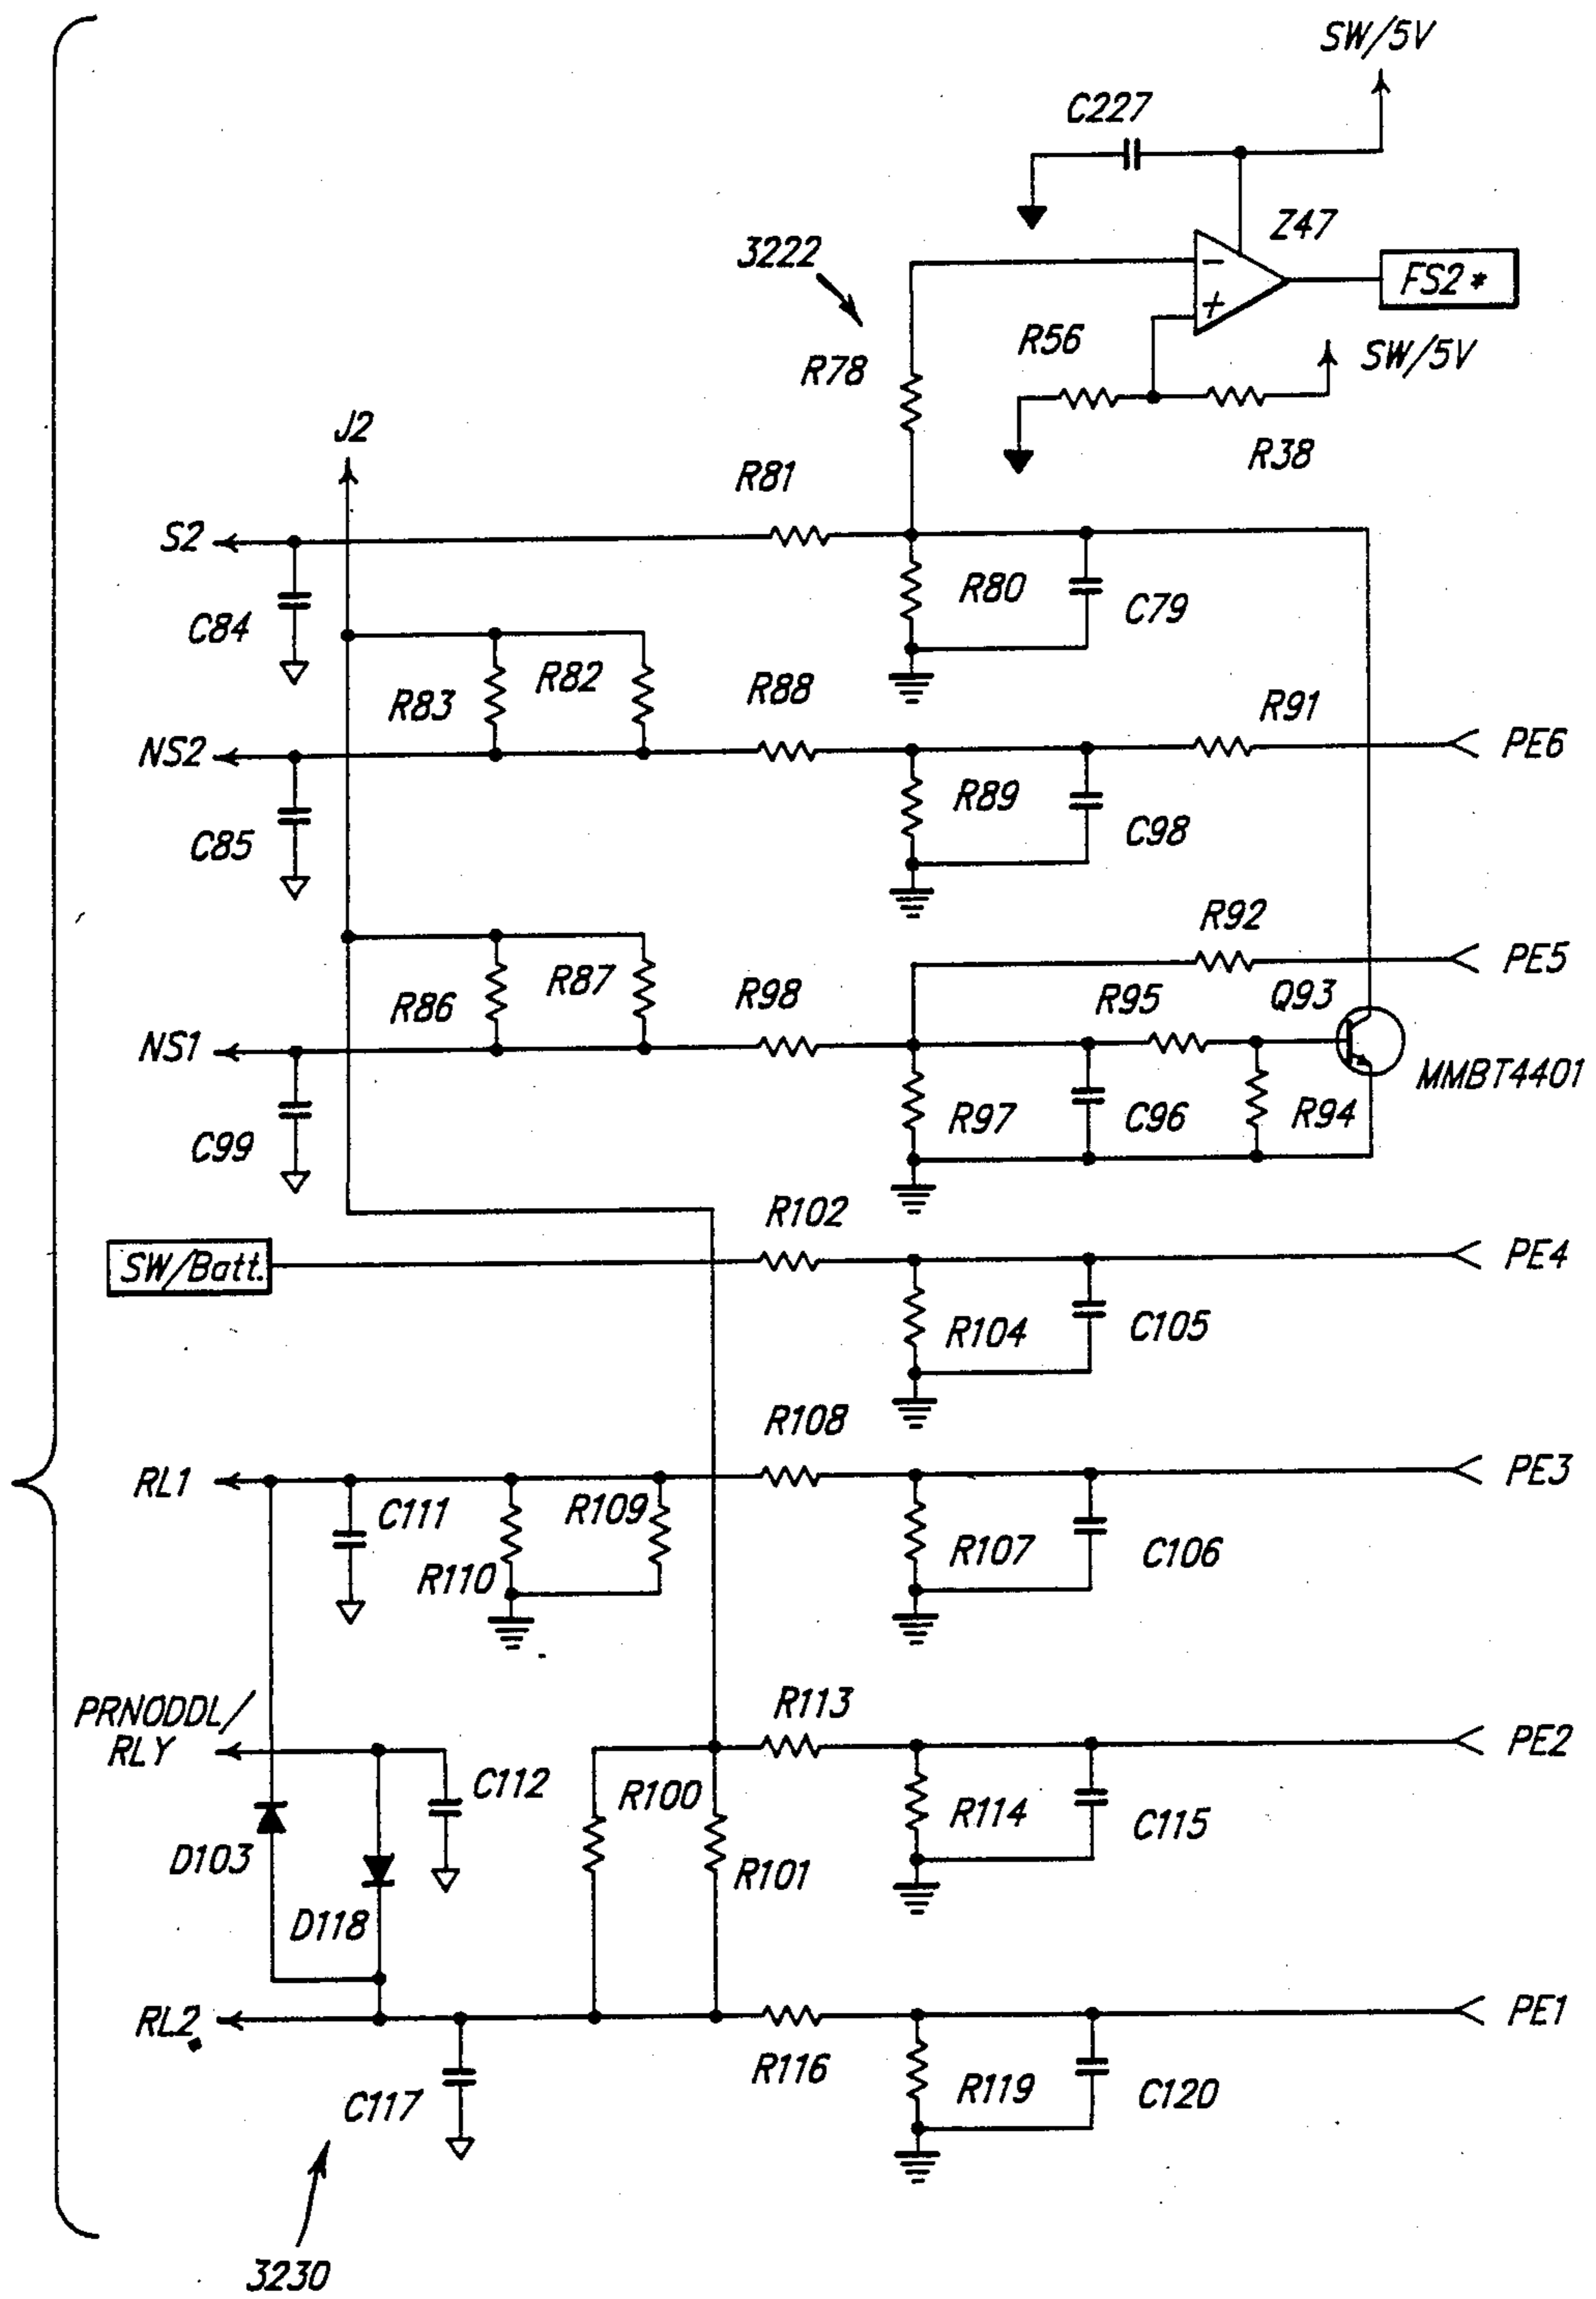 SW/5V
C227
Z47
3222
FS2 *
R56
SW/5V
R78
J2
R38
R81
S2
R80
C79
C84
R82
R88
R83
R91
NS2
PE6
R89
C85
C98
R92
PE5
R86
R87
R98
R95
Q93
NS1
MMBT4401
R97
C96
R94
C99
R102
SW/Batt.
PE4
R104
C105
R108
RL1
PE3
C111
R109
R107
C106
R110
PRNODDL/
RLY
R113
PE2
C112
R100
R114
C115
D103
R101
D118
RL2
PE1
R116
R119
C120
C117
3230